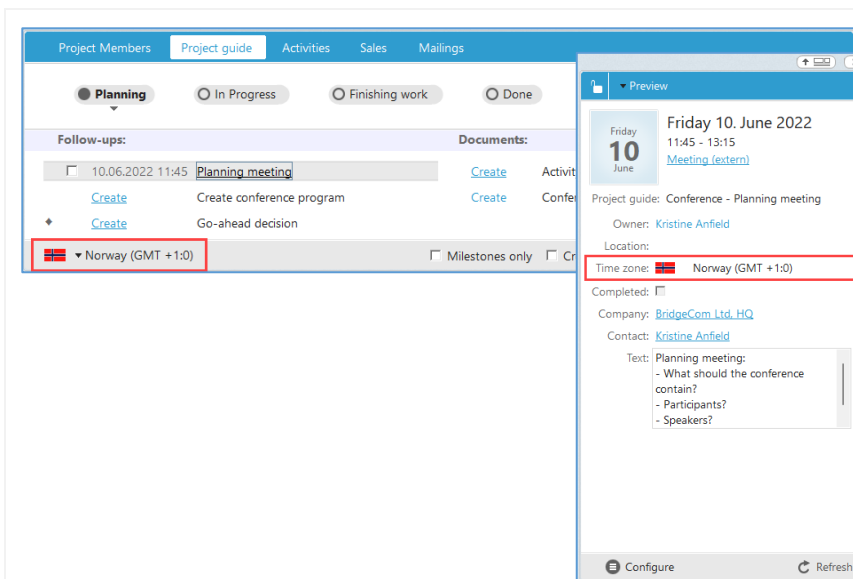 Project Members Project guide Activities Sales Mailings
Planning In Progress Finishing work Done
Follow-ups: Documents:
10.06.2022 11:45 Planning meeting Create Activit
Create Create conference program Create Confe
Create Go-ahead decision
Norway (GMT +1:0) Milestones only Cr
Preview
Friday
10
June
Friday 10. June 2022
11:45 - 13:15
Meeting (extern)
Project guide: Conference - Planning meeting
Owner: Kristine Anfield
Location:
Time zone: Norway (GMT +1:0)
Completed:
Company: BridgeCom Ltd, HQ
Contact: Kristine Anfield
Text: Planning meeting:
- What should the conference
contain?
- Participants?
- Speakers?
Configure Refresh